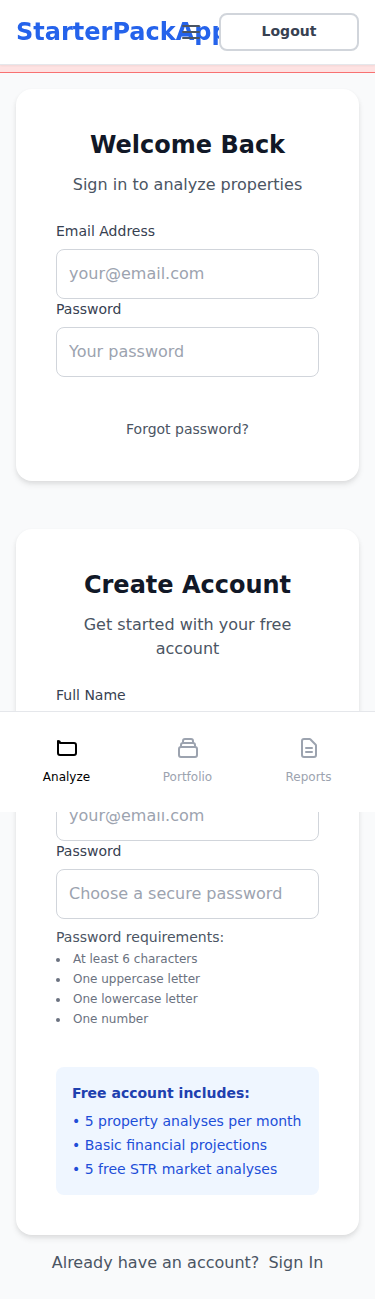 StarterPackApp
Logout
Welcome Back
Sign in to analyze properties
Email Address
your@email.com
Password
Your password
Forgot password?
Create Account
Get started with your free
account
Full Name
Analyze
Portfolio
Reports
your@email.com
Password
Choose a secure password
Password requirements:
• At least 6 characters
• One uppercase letter
• One lowercase letter
• One number
Free account includes:
• 5 property analyses per month
• Basic financial projections
• 5 free STR market analyses
Already have an account? Sign In